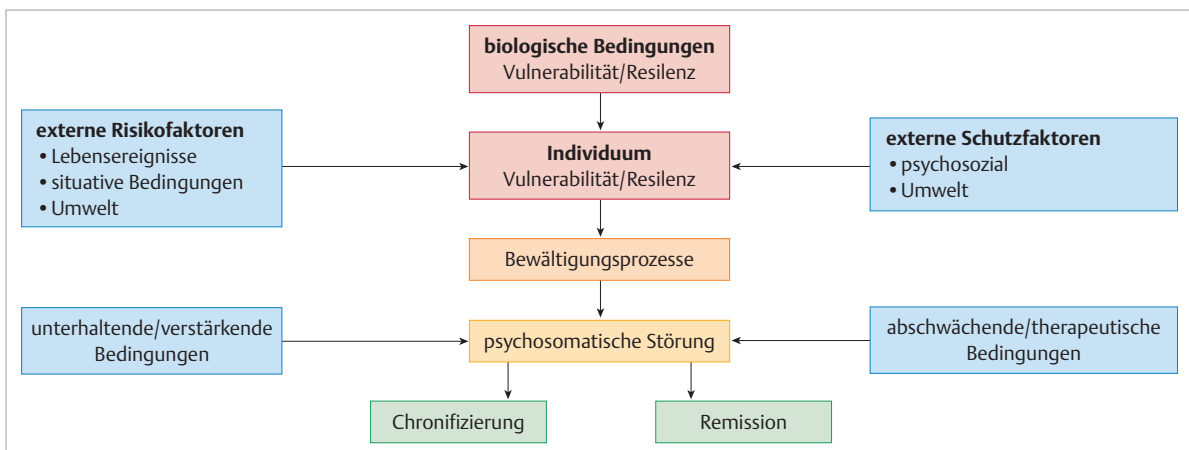 biologische Bedingungen
Vulnerabilität/Resilenz
externe Risikofaktoren
• Lebensereignisse
• situative Bedingungen
• Umwelt
Individuum
Vulnerabilität/Resilenz
externe Schutzfaktoren
• psychosozial
• Umwelt
Bewältigungsprozesse
unterhaltende/verstärkende
Bedingungen
psychosomatische Störung
abschwächende/therapeutische
Bedingungen
Chronifizierung
Remission